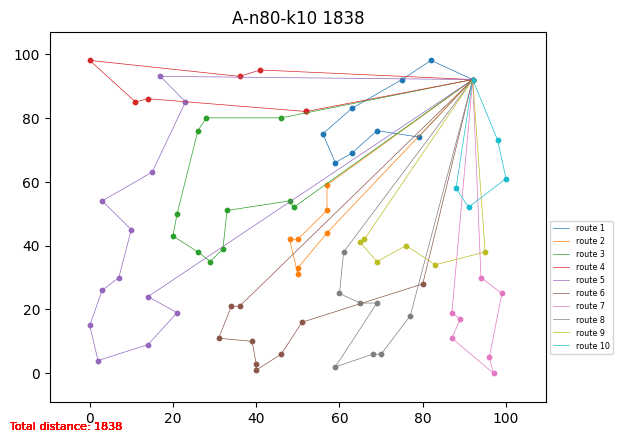 A-n80-k10 1838
100
80
60
40
20
0
0
20
40
60
80
100
route 1
route 2
route 3
route 4
route 5
route 6
route 7
route 8
route 9
route 10
Total distance: 1838